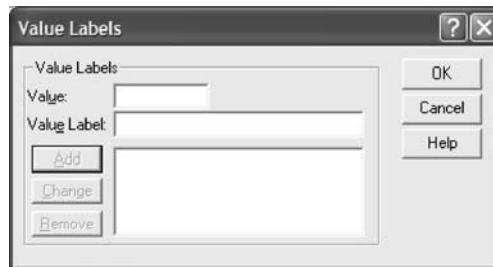 Value Labels
Value Labels
Value:
Value Label:
Add
Change
Remove
OK
Cancel
Help